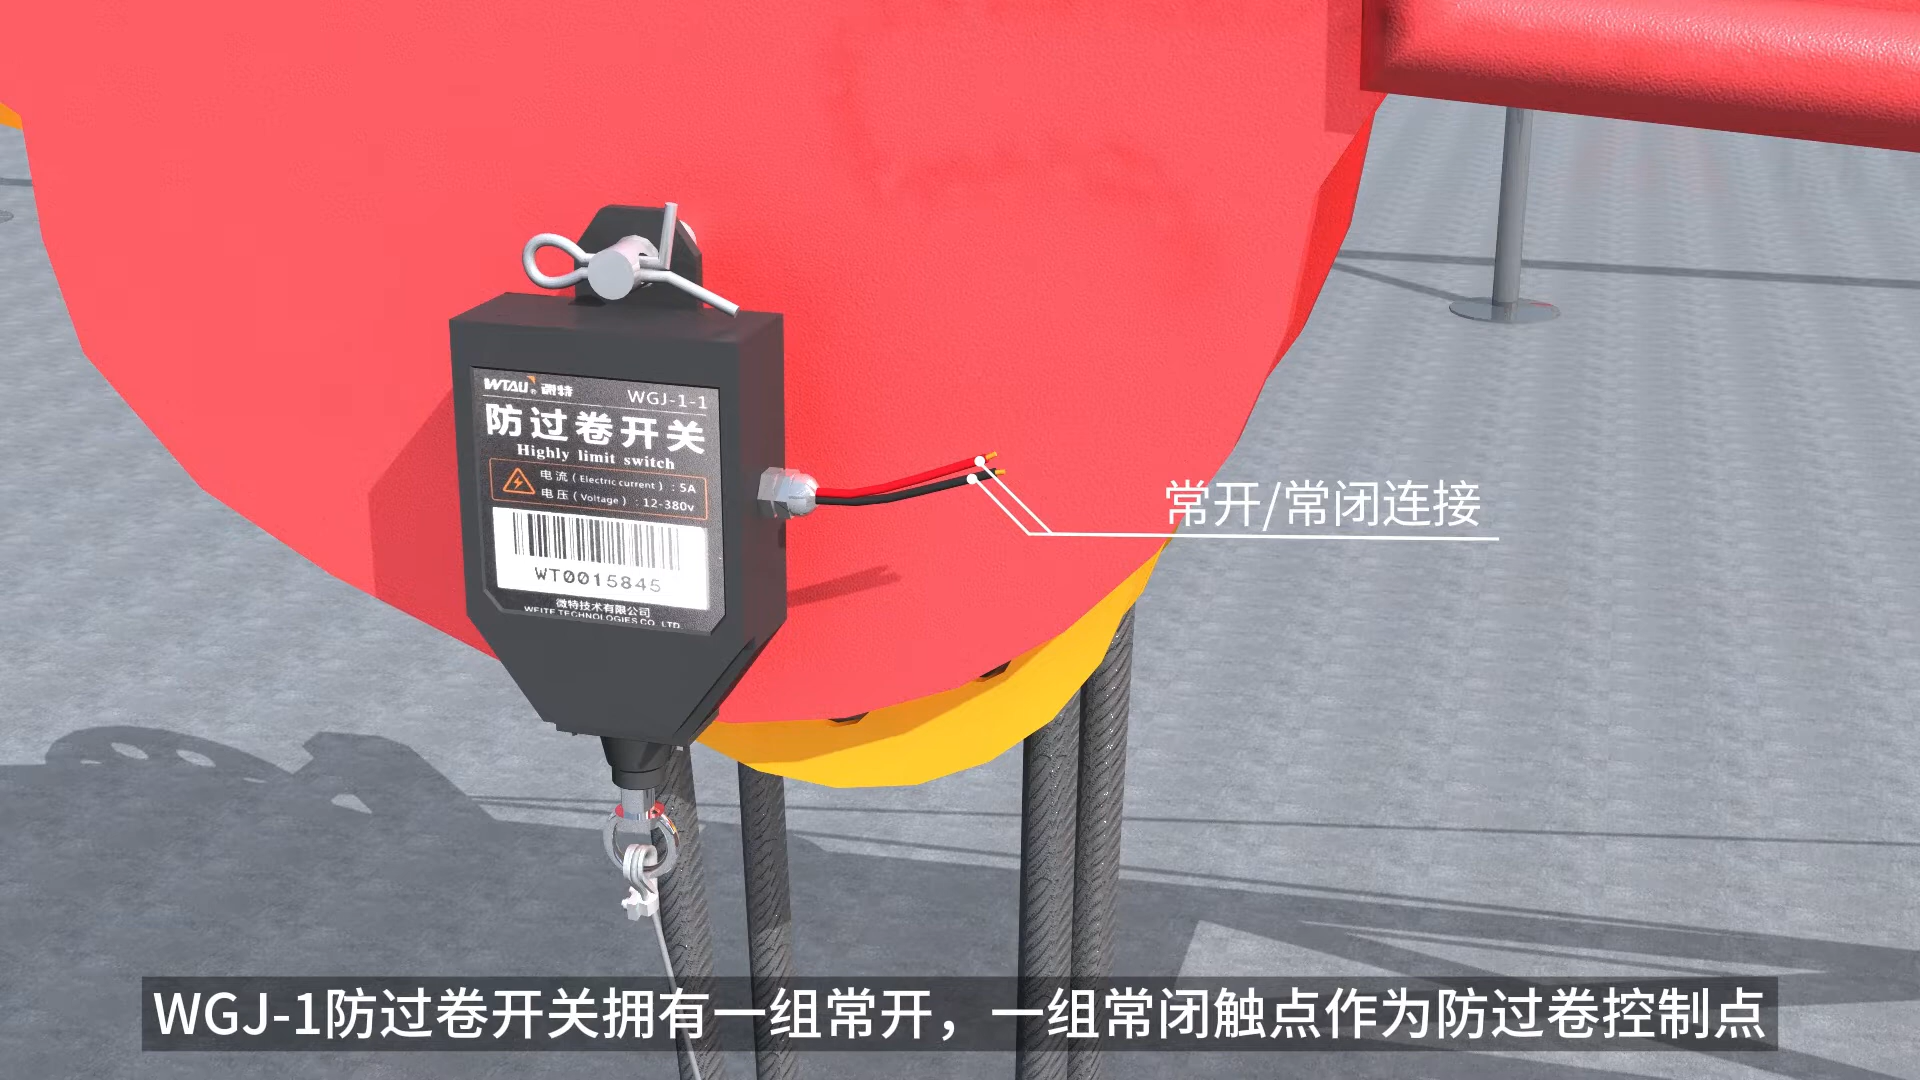 WTAU® 微特
WGJ-1-1
防过卷开关
Highly limit switch
电流（Electric current）：5A
电压（Voltage）：12-380v
WT0015845
微特技术有限公司
WEITE TECHNOLOGIES CO. LTD.
常开/常闭连接
WGJ-1防过卷开关拥有一组常开，一组常闭触点作为防过卷控制点